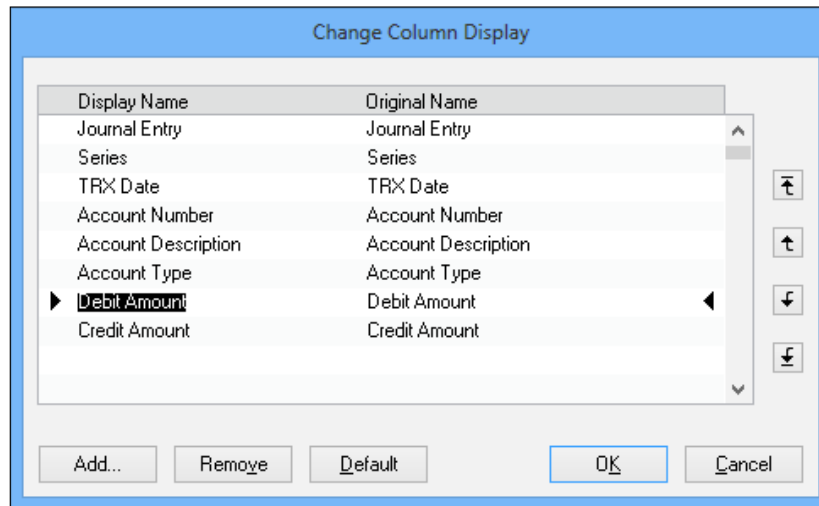 Change Column Display
Display Name Original Name
Journal Entry Journal Entry
Series Series
TRX Date TRX Date
Account Number Account Number
Account Description Account Description
Account Type Account Type
Debit Amount Debit Amount
Credit Amount Credit Amount
Add... Remove Default OK Cancel